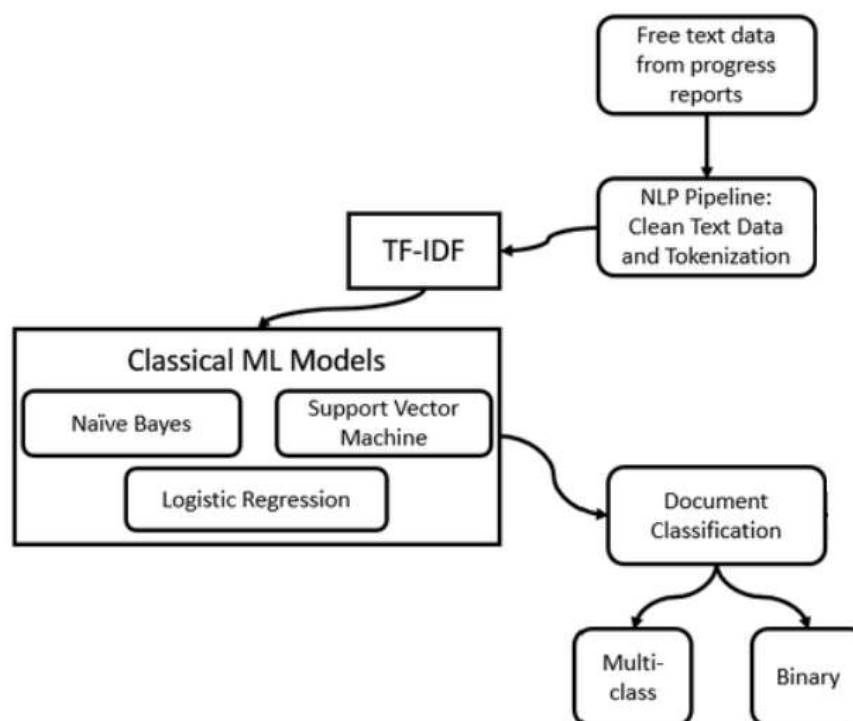 Free text data
from progress
reports
NLP Pipeline:
Clean Text Data
and Tokenization
TF-IDF
Classical ML Models
Naïve Bayes
Support Vector
Machine
Logistic Regression
Document
Classification
Multi-
class
Binary